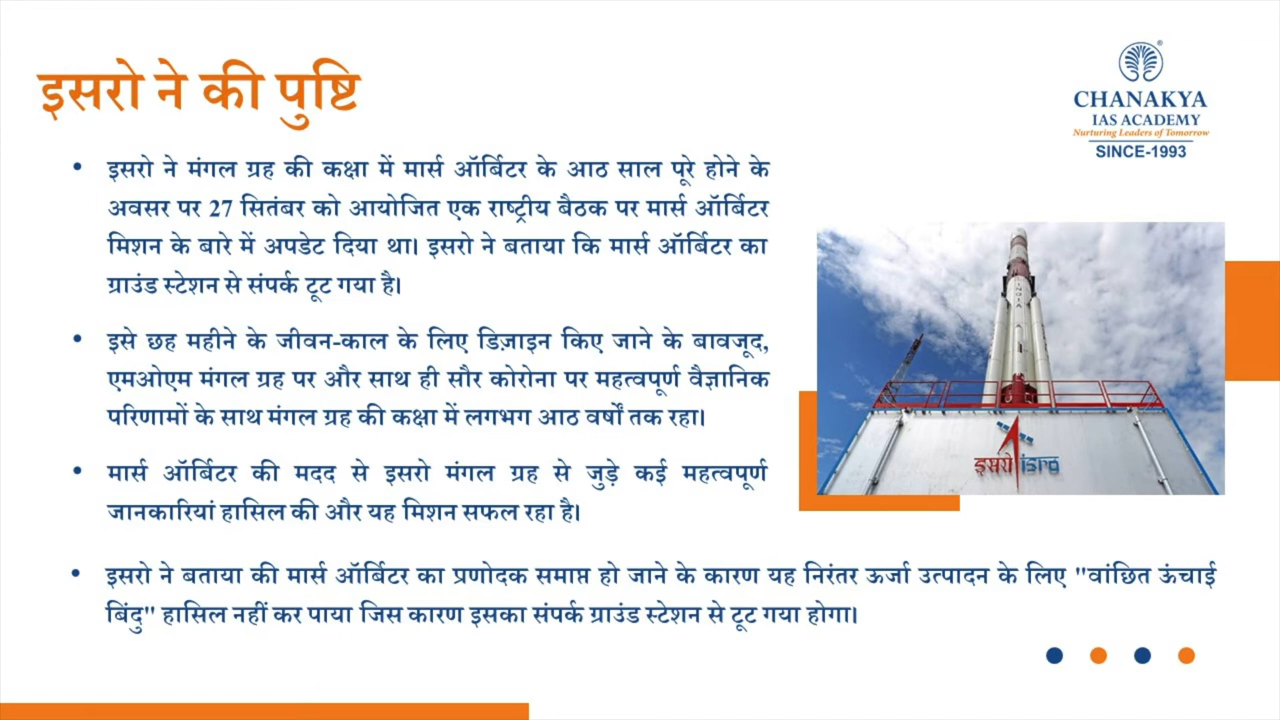 इसरो ने की पुष्टि
CHANAKYA
IAS ACADEMY
Nurturing Leaders of Tomorrow
SINCE-1993
• इसरो ने मंगल ग्रह की कक्षा में मार्स ऑर्बिटर के आठ साल पूरे होने के
अवसर पर 27 सितंबर को आयोजित एक राष्ट्रीय बैठक पर मार्स ऑर्बिटर
मिशन के बारे में अपडेट दिया था। इसरो ने बताया कि मार्स ऑर्बिटर का
ग्राउंड स्टेशन से संपर्क टूट गया है।
• इसे छह महीने के जीवन-काल के लिए डिज़ाइन किए जाने के बावजूद,
एमओएम मंगल ग्रह पर और साथ ही सौर कोरोना पर महत्वपूर्ण वैज्ञानिक
परिणामों के साथ मंगल ग्रह की कक्षा में लगभग आठ वर्षों तक रहा।
• मार्स ऑर्बिटर की मदद से इसरो मंगल ग्रह से जुड़े कई महत्वपूर्ण
जानकारियां हासिल की और यह मिशन सफल रहा है।
INDIA
इसरो isro
• इसरो ने बताया की मार्स ऑर्बिटर का प्रणोदक समाप्त हो जाने के कारण यह निरंतर ऊर्जा उत्पादन के लिए "वांछित ऊंचाई
बिंदु" हासिल नहीं कर पाया जिस कारण इसका संपर्क ग्राउंड स्टेशन से टूट गया होगा।